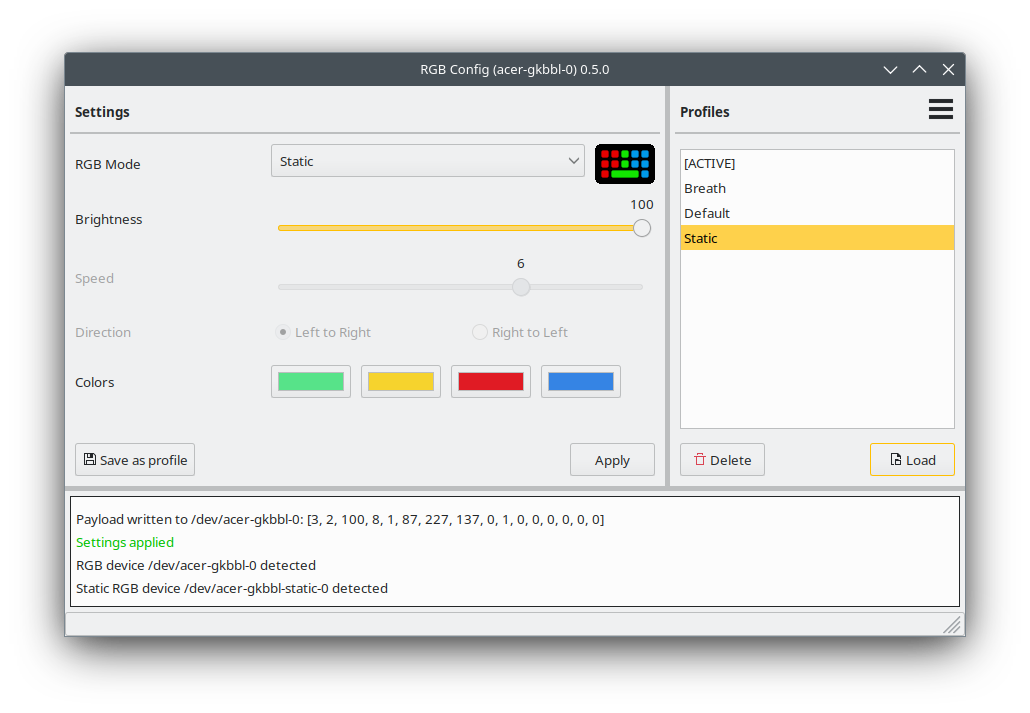 RGB Config (acer-gkbbl-0) 0.5.0
Settings
RGB Mode
Static
Brightness
100
Speed
6
Direction
Left to Right
Right to Left
Colors
Save as profile
Apply
Profiles
[ACTIVE]
Breath
Default
Static
Delete
Load
Payload written to /dev/acer-gkbbl-0: [3, 2, 100, 8, 1, 87, 227, 137, 0, 1, 0, 0, 0, 0, 0, 0]
Settings applied
RGB device /dev/acer-gkbbl-0 detected
Static RGB device /dev/acer-gkbbl-static-0 detected